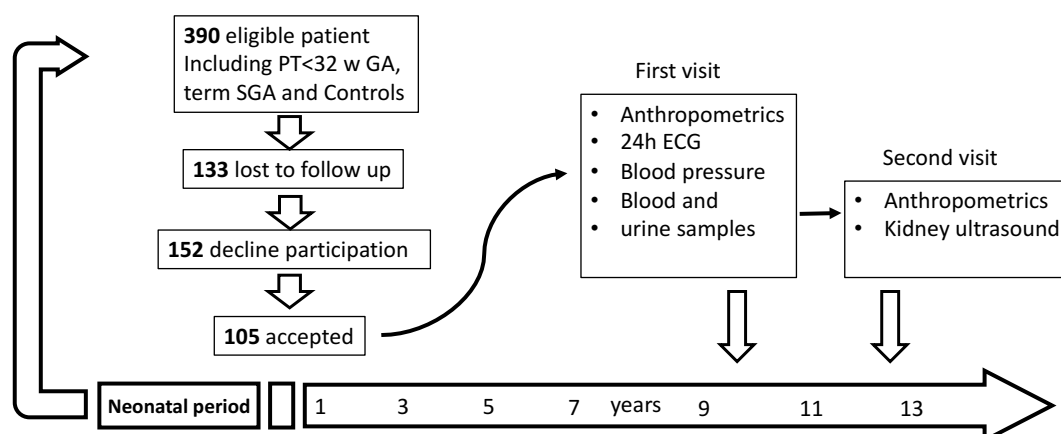 390 eligible patient
Including PT<32 w GA,
term SGA and Controls
133 lost to follow up
152 decline participation
105 accepted
First visit
• Anthropometrics
• 24h ECG
• Blood pressure
• Blood and
• urine samples
Second visit
• Anthropometrics
• Kidney ultrasound
Neonatal period 1 3 5 7 years 9 11 13